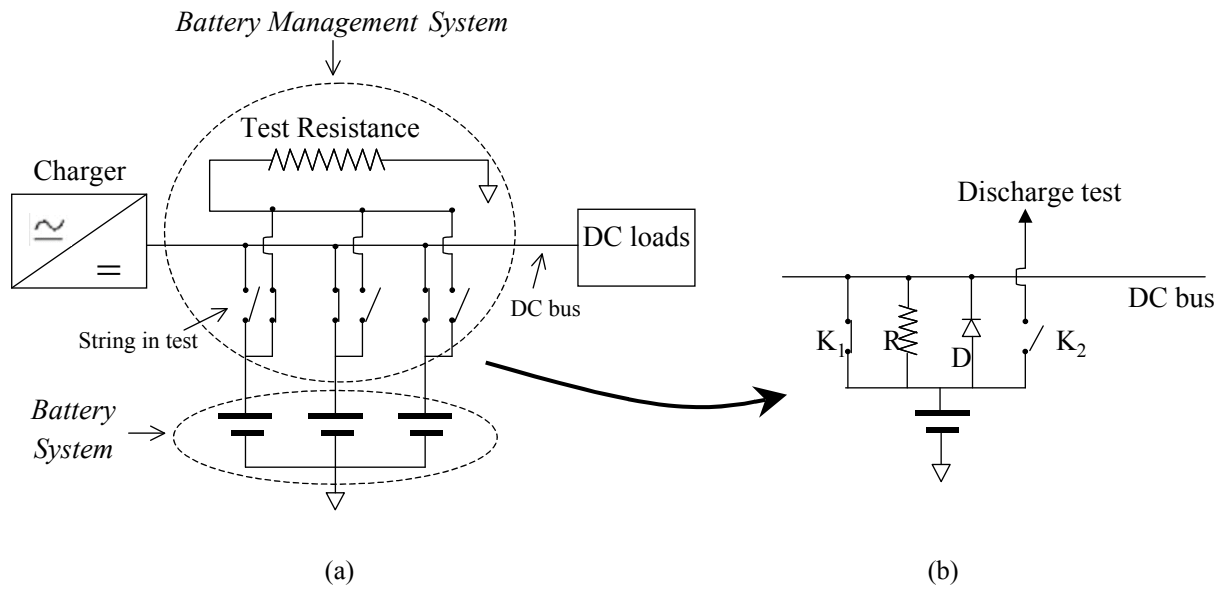 Battery Management System
Test Resistance
Charger
DC loads
DC bus
String in test
Battery
System
Discharge test
DC bus
K1
R
D
K2
(a)
(b)